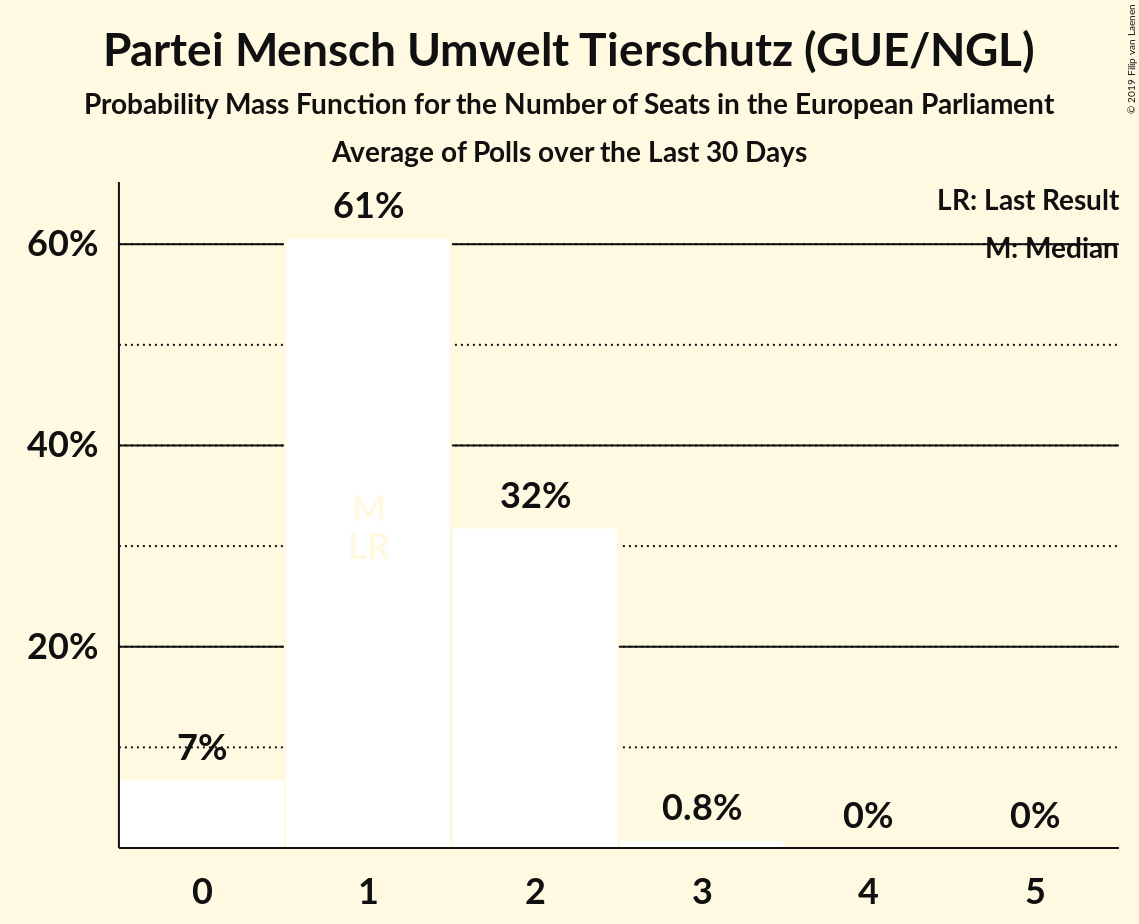 Partei Mensch Umwelt Tierschutz (GUE/NGL)
Probability Mass Function for the Number of Seats in the European Parliament
Average of Polls over the Last 30 Days
© 2019 Filip van Laenen
LR: Last Result
M: Median
60%
40%
20%
7%
61%
32%
0.8%
0%
0%
M
LR
0
1
2
3
4
5